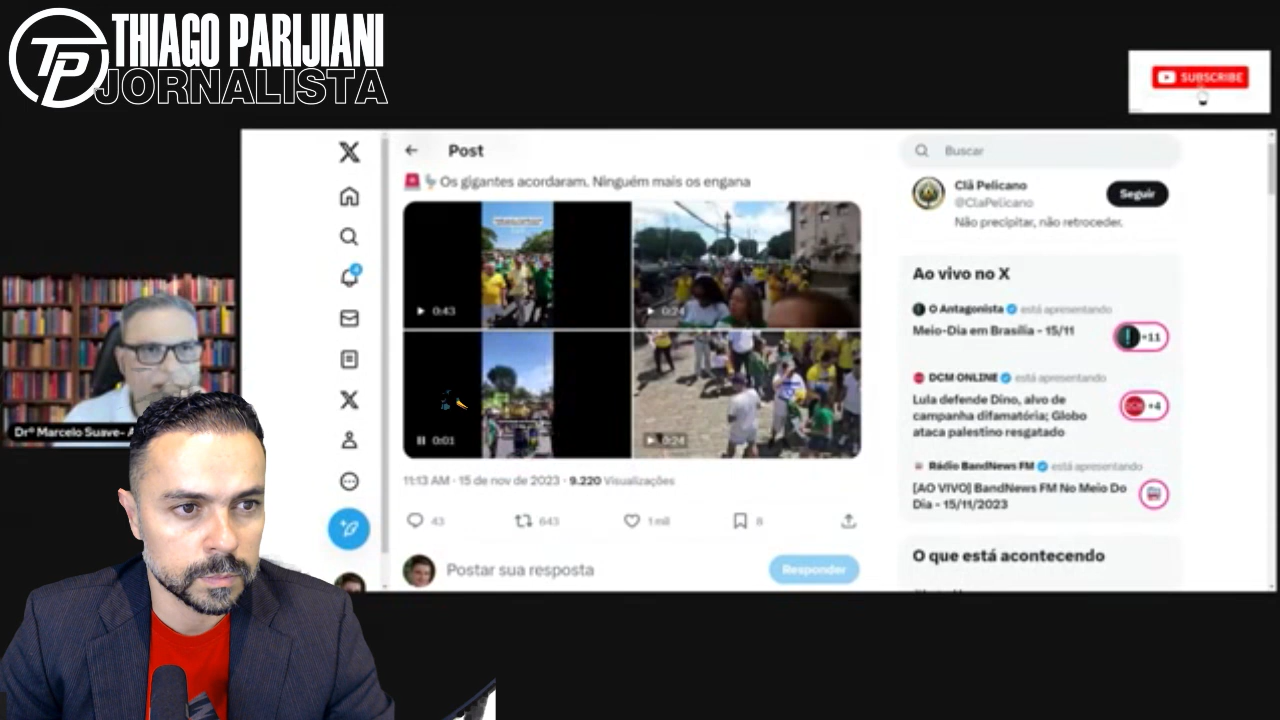 THIAGO PARIJIANI
TP
JORNALISTA
SUBSCRIBE
Post
Os gigantes acordaram. Ninguém mais os engana
0:43
0:24
0:01
0:24
11:13 AM · 15 de nov de 2023 · 9.220 Visualizações
43
643
1 mil
8
Postar sua resposta
Responder
Buscar
Clã Pelicano
@ClaPelicano
Seguir
Não precipitar, não retroceder.
Ao vivo no X
O Antagonista está apresentando
Meio-Dia em Brasília - 15/11
+11
DCM ONLINE está apresentando
Lula defende Dino, alvo de
campanha difamatória; Globo
ataca palestino resgatado
+4
Rádio BandNews FM está apresentando
[AO VIVO] BandNews FM No Meio Do
Dia - 15/11/2023
O que está acontecendo
Drº Marcelo Suave- A